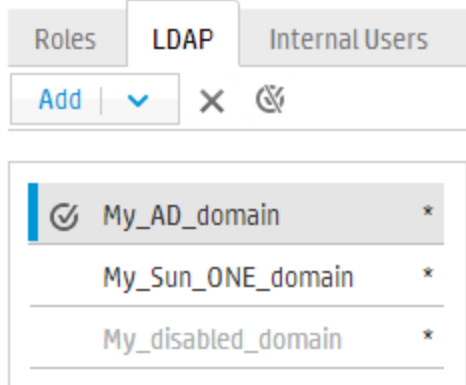 Roles LDAP Internal Users
Add
My_AD_domain *
My_Sun_ONE_domain *
My_disabled_domain *